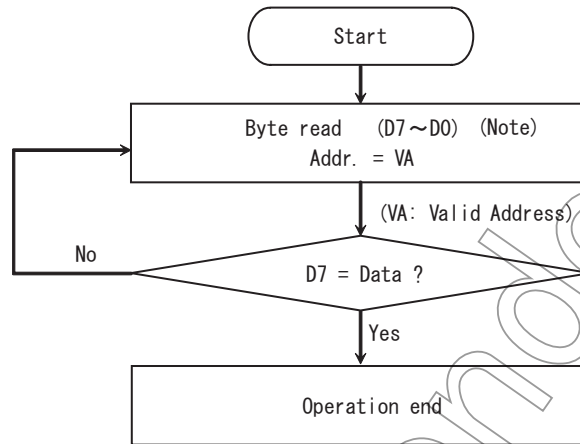 Start
Byte read (D7～D0) (Note)
Addr. = VA
(VA: Valid Address)
No
D7 = Data ?
Yes
Operation end